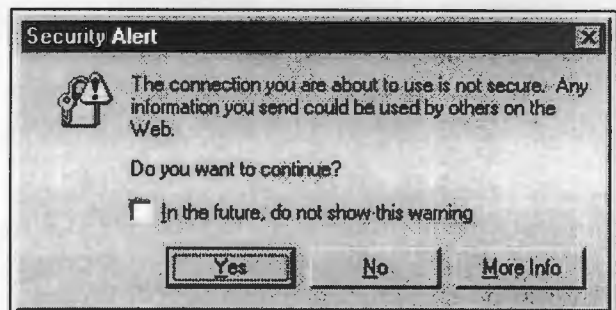 Security Alert
The connection you are about to use is not secure. Any
information you send could be used by others on the
Web.
Do you want to continue?
In the future, do not show this warning
Yes
No
More Info